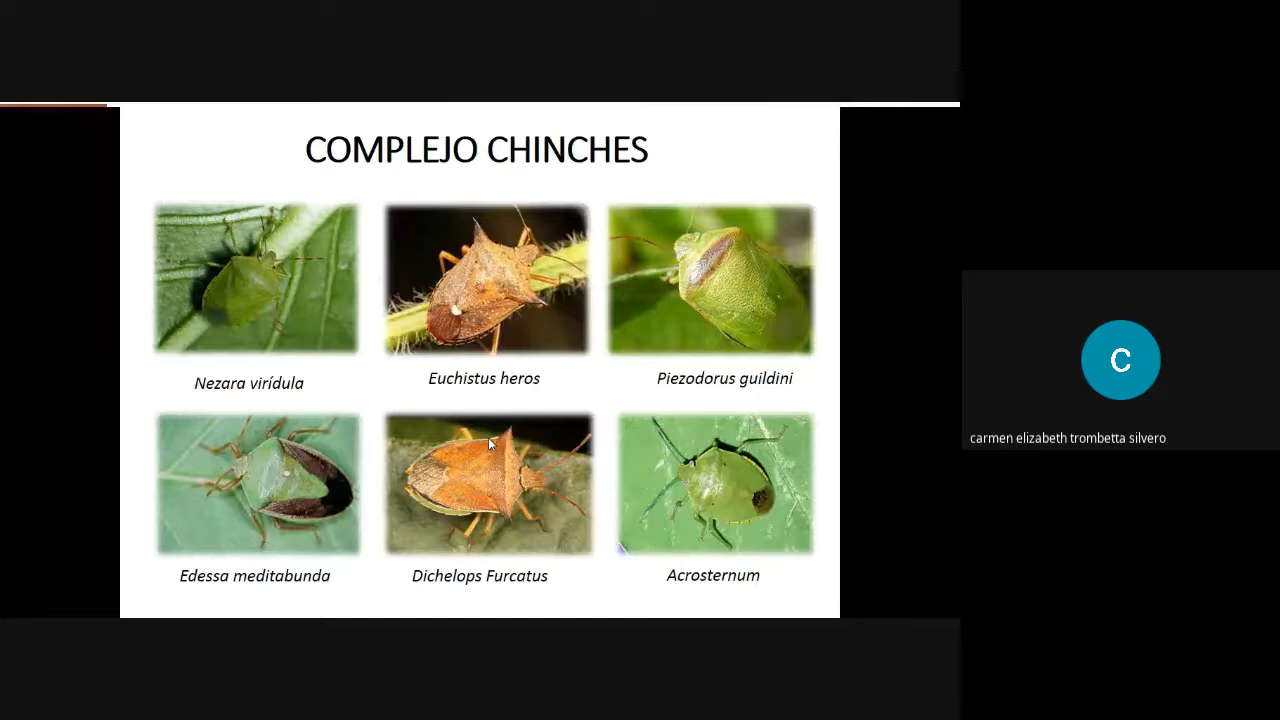 COMPLEJO CHINCHES
Nezara virídula
Euchistus heros
Piezodorus guildini
Edessa meditabunda
Dichelops Furcatus
Acrosternum
C
carmen elizabeth trombetta silvero